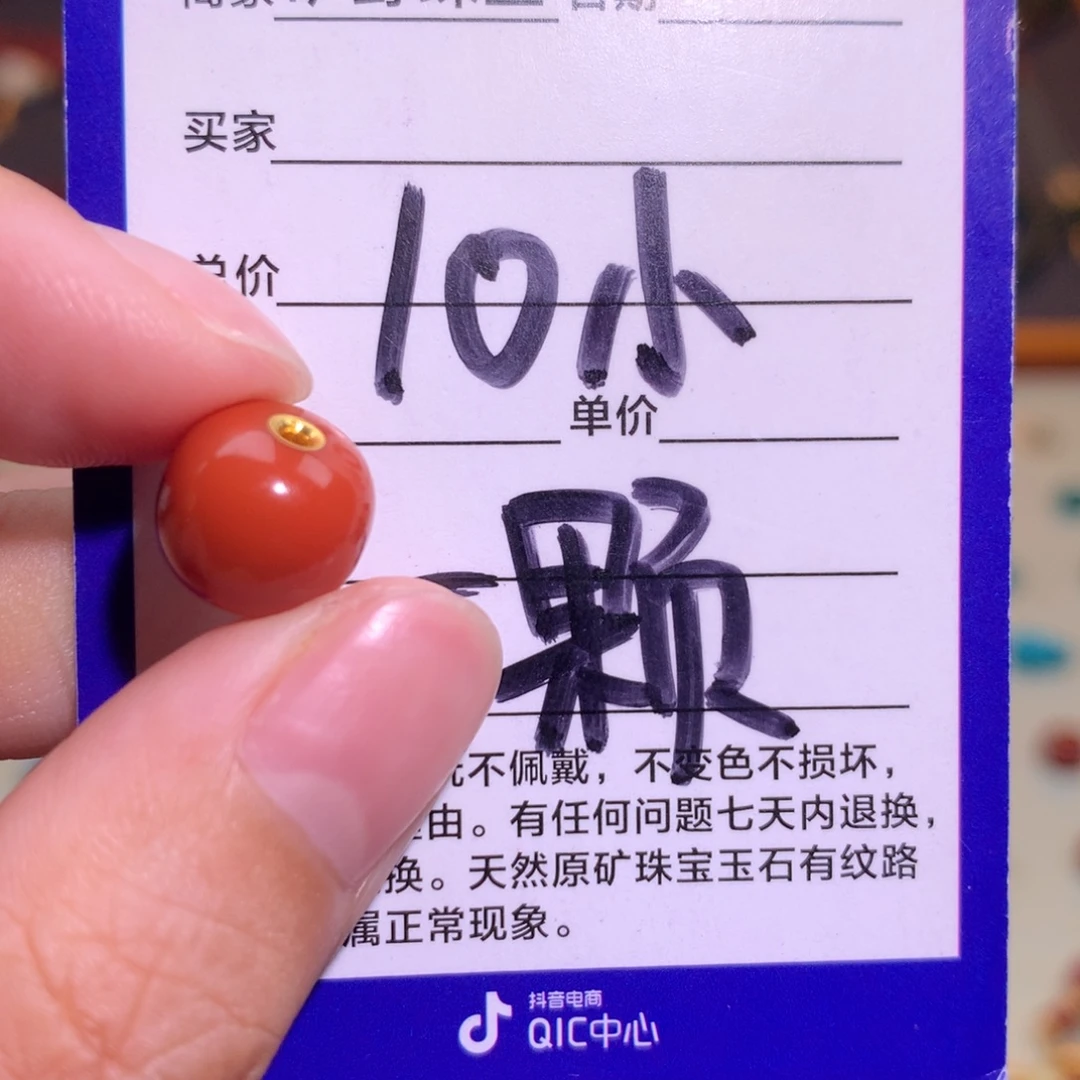 买家
单价
10小
单价
一颗
不佩戴，不变色不损坏，
由。有任何问题七天内退换，
换。天然原矿珠宝玉石有纹路
属正常现象。
抖音电商
QIC中心